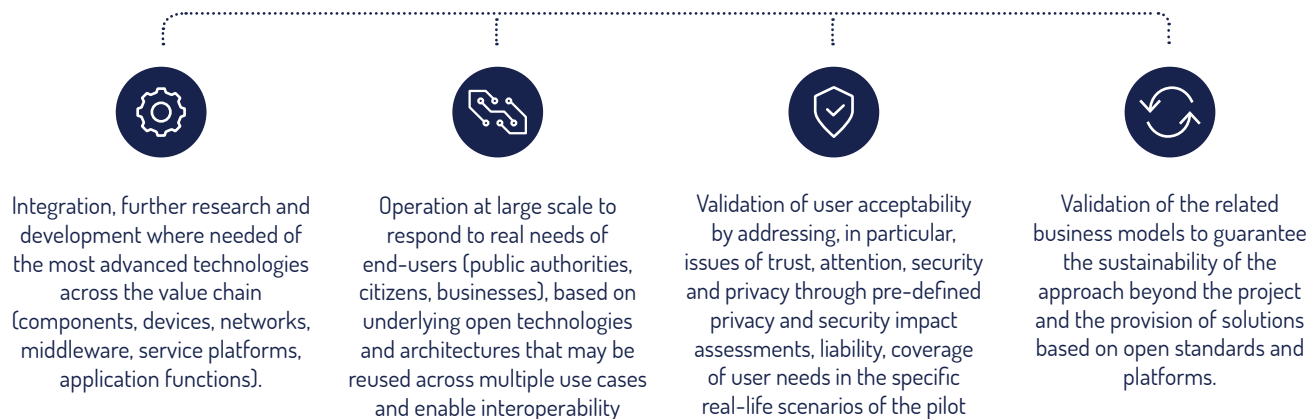 Integration, further research and
development where needed of
the most advanced technologies
across the value chain
(components, devices, networks,
middleware, service platforms,
application functions).
Operation at large scale to
respond to real needs of
end-users (public authorities,
citizens, businesses), based on
underlying open technologies
and architectures that may be
reused across multiple use cases
and enable interoperability
Validation of user acceptability
by addressing, in particular,
issues of trust, attention, security
and privacy through pre-defined
privacy and security impact
assessments, liability, coverage
of user needs in the specific
real-life scenarios of the pilot
Validation of the related
business models to guarantee
the sustainability of the
approach beyond the project
and the provision of solutions
based on open standards and
platforms.